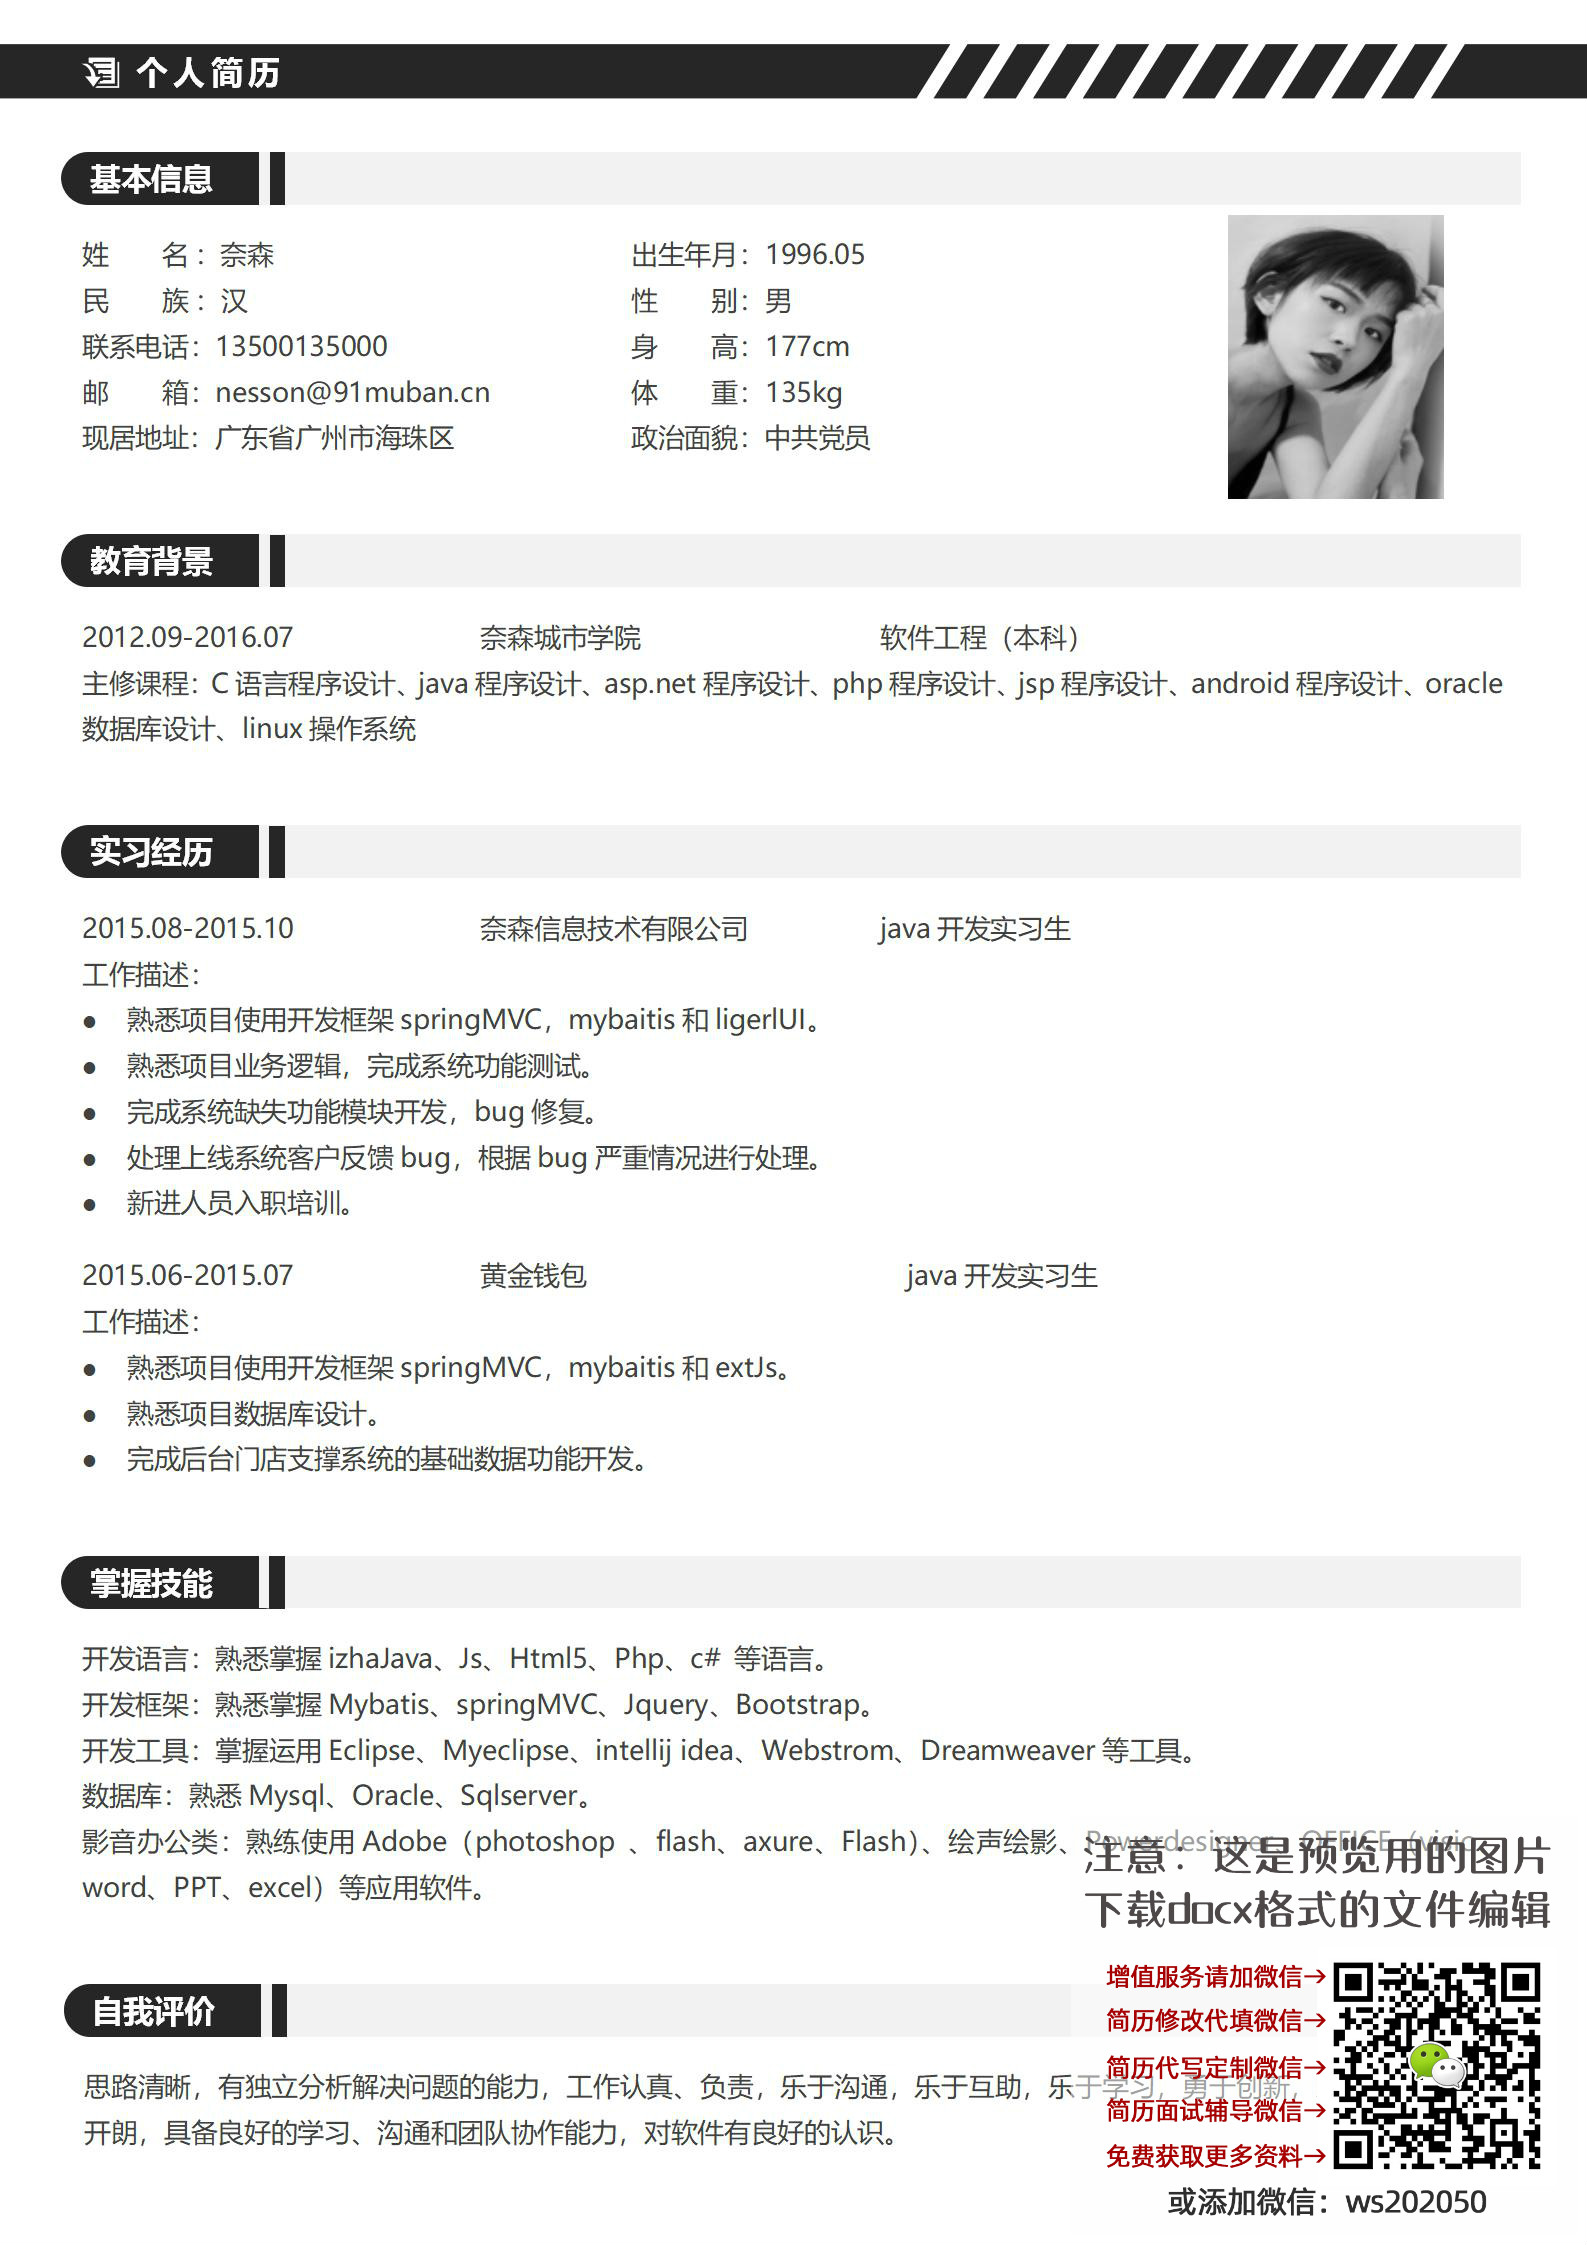 个人简历
基本信息
姓　　名：奈森　　出生年月：1996.05
民　　族：汉　　性　　别：男
联系电话：13500135000　　身　　高：177cm
邮　　箱：nesson@91muban.cn　　体　　重：135kg
现居地址：广东省广州市海珠区　　政治面貌：中共党员
教育背景
2012.09-2016.07　　奈森城市学院　　软件工程（本科）
主修课程：C 语言程序设计、java 程序设计、asp.net 程序设计、php 程序设计、jsp 程序设计、android 程序设计、oracle
数据库设计、linux 操作系统
实习经历
2015.08-2015.10　　奈森信息技术有限公司　　java 开发实习生
工作描述：
● 熟悉项目使用开发框架 springMVC，mybaitis 和 ligerlUI。
● 熟悉项目业务逻辑，完成系统功能测试。
● 完成系统缺失功能模块开发，bug 修复。
● 处理上线系统客户反馈 bug，根据 bug 严重情况进行处理。
● 新进人员入职培训。
2015.06-2015.07　　黄金钱包　　java 开发实习生
工作描述：
● 熟悉项目使用开发框架 springMVC，mybaitis 和 extJs。
● 熟悉项目数据库设计。
● 完成后台门店支撑系统的基础数据功能开发。
掌握技能
开发语言：熟悉掌握 izhaJava、Js、Html5、Php、c# 等语言。
开发框架：熟悉掌握 Mybatis、springMVC、Jquery、Bootstrap。
开发工具：掌握运用 Eclipse、Myeclipse、intellij idea、Webstrom、Dreamweaver 等工具。
数据库：熟悉 Mysql、Oracle、Sqlserver。
影音办公类：熟练使用 Adobe（photoshop 、flash、axure、Flash）、绘声绘影、Powerdesigner、OFFICE（visio
word、PPT、excel）等应用软件。
注意：这是预览用的图片
下载docx格式的文件编辑
自我评价
思路清晰，有独立分析解决问题的能力，工作认真、负责，乐于沟通，乐于互助，乐于学习，勇于创新，
开朗，具备良好的学习、沟通和团队协作能力，对软件有良好的认识。
增值服务请加微信→
简历修改代填微信→
简历代写定制微信→
简历面试辅导微信→
免费获取更多资料→
或添加微信：ws202050